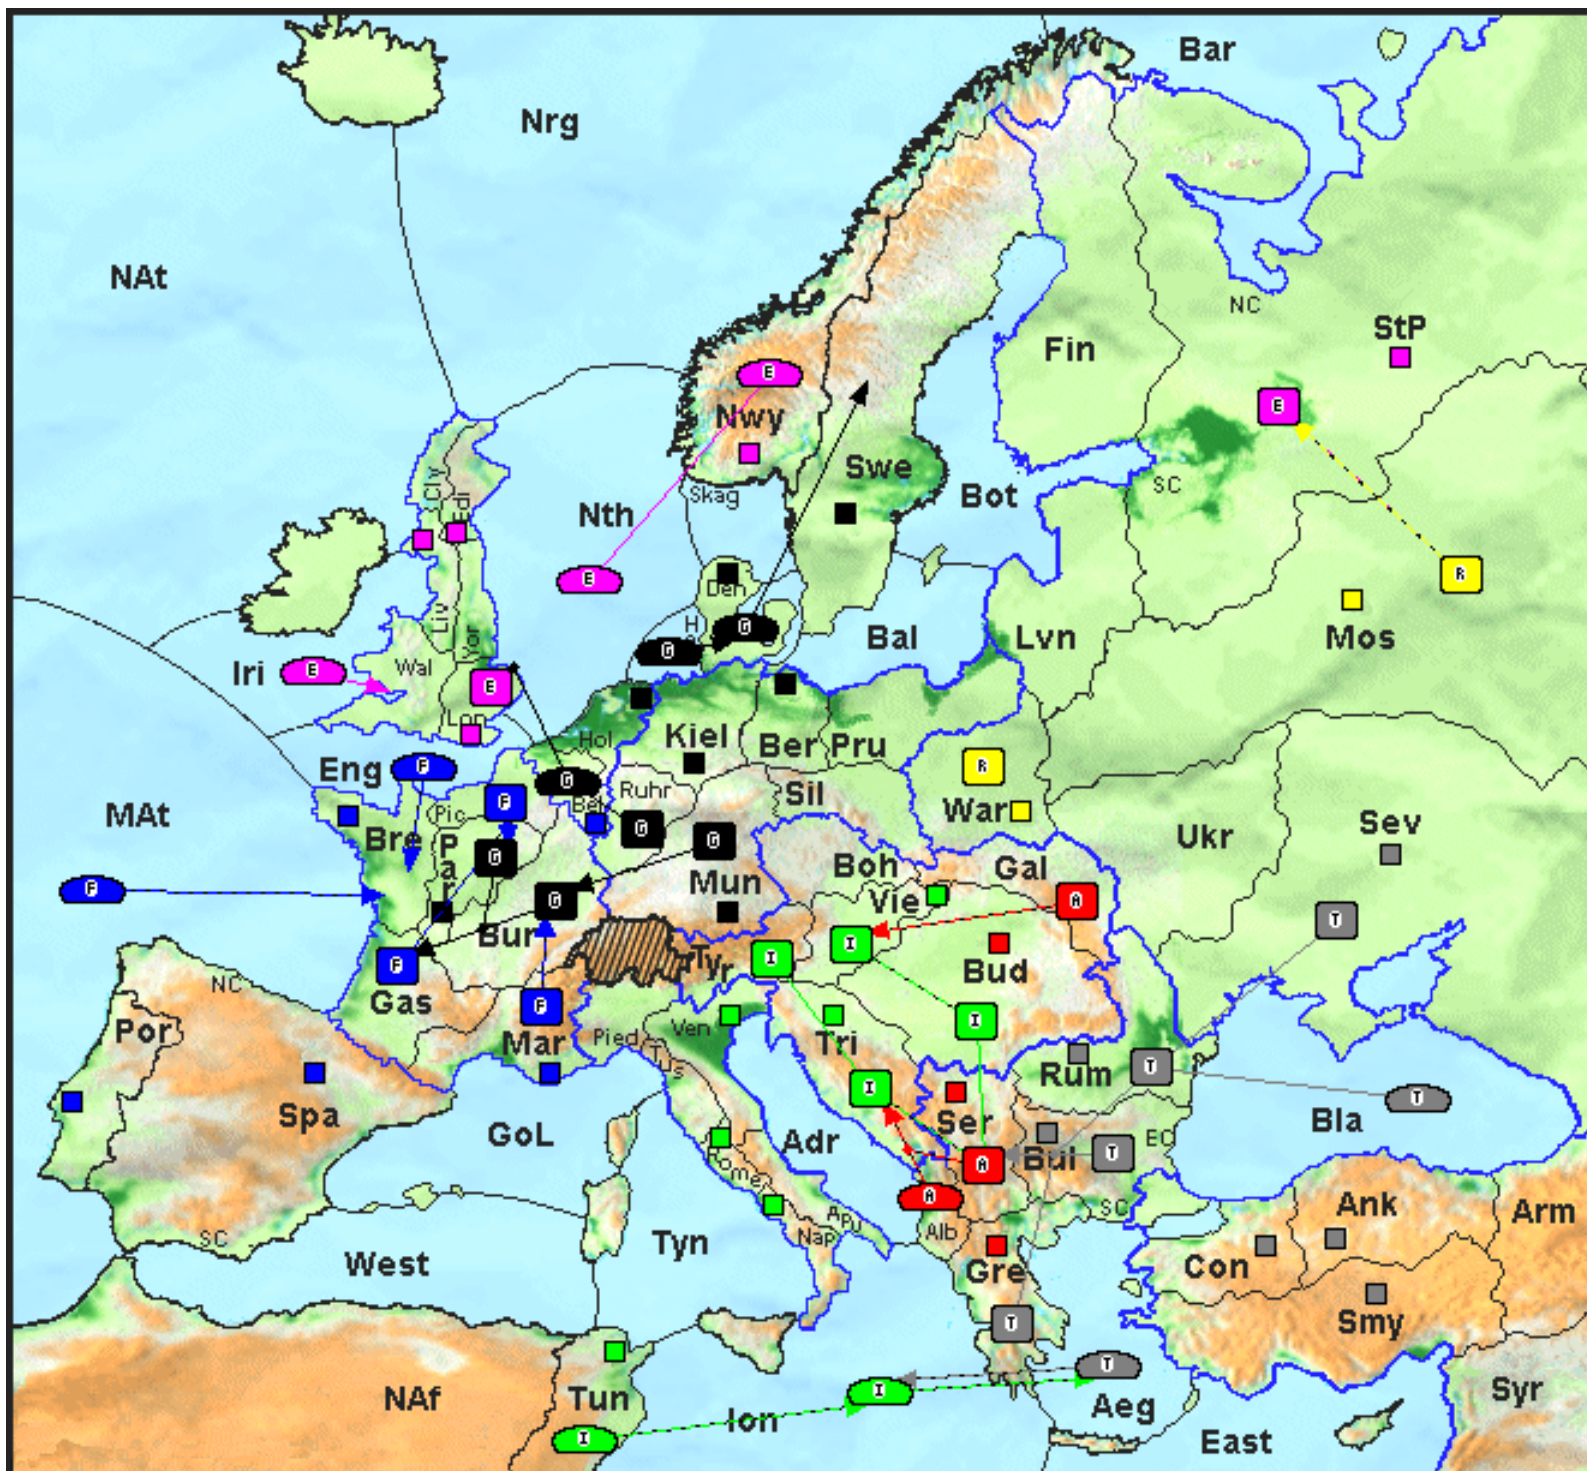 Bar
Nrg
NAt
NC
StP
Fin
E
E
Nwy
Swe
SC
Bot
Skag
Cly
Edi
Nth
E
R
Den
H
G
G
Bal
Lvn
Mos
Liv
Yor
Wal
Iri
E
E
Lon
Kiel
Hol
Ber
Pru
Eng
F
G
Ruhr
Sil
R
War
MAt
Bre
Pic
F
Bel
G
G
Ukr
Sev
Par
G
Boh
Gal
F
Mun
Vie
A
G
Bur
T
I
I
Bud
Tyr
F
Gas
NC
Por
F
Mar
Pied
Ven
Tus
Tri
I
Rum
T
Spa
GoL
I
Ser
T
Bla
Adr
Bul
EC
T
A
A
Rome
Apu
Nap
Alb
SC
Ank
Arm
SC
West
Tyn
Gre
Con
T
Smy
NAf
Tun
T
I
Ion
Aeg
Syr
I
East